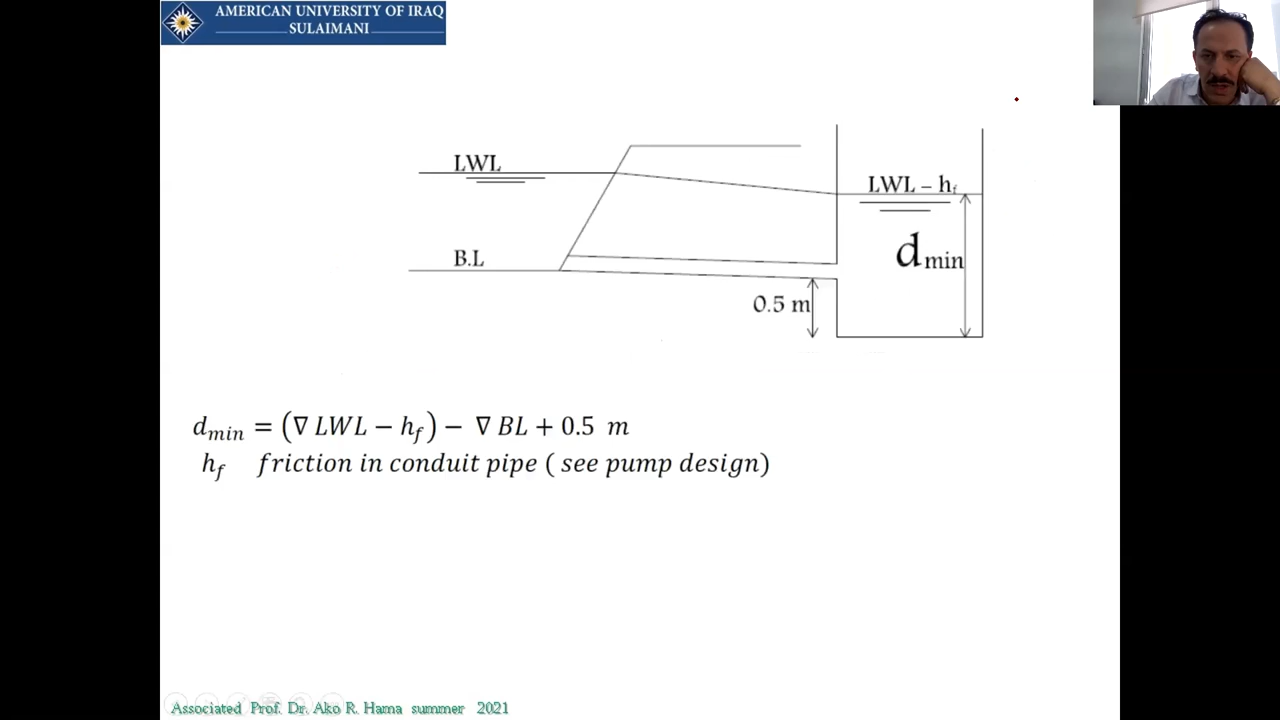 AMERICAN UNIVERSITY OF IRAQ
SULAIMANI
LWL
LWL – h_f
B.L
d_min
0.5 m
d_min = (∇ LWL − h_f) − ∇ BL + 0.5 m
h_f friction in conduit pipe ( see pump design)
Associated Prof. Dr. Ako R. Hama summer 2021